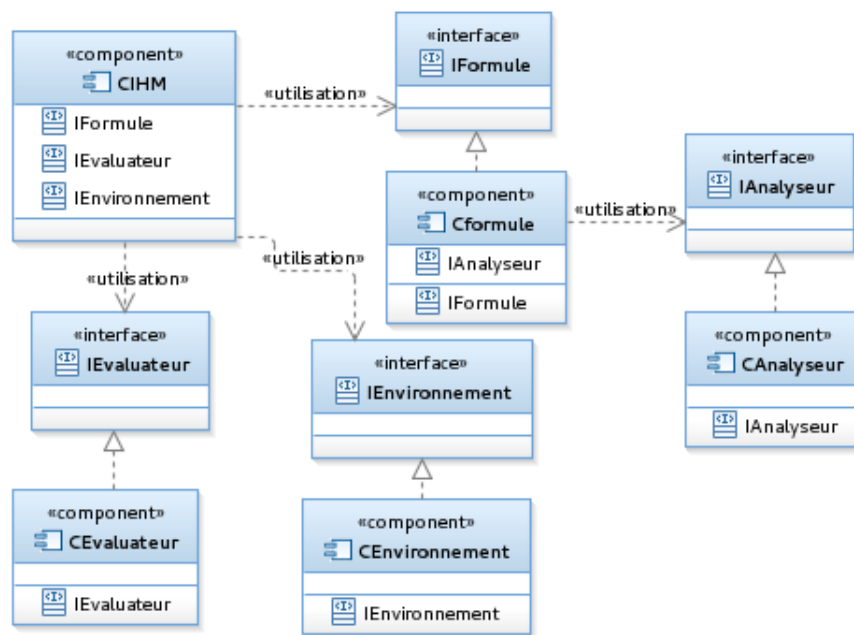 «component»
CIHM
IFormule
IEvaluateur
IEnvironnement
«utilisation»
«interface»
IFormule
«component»
Cformule
IAnalyseur
IFormule
«utilisation»
«interface»
IAnalyseur
«component»
CAnalyseur
IAnalyseur
«utilisation»
«utilisation»
«interface»
IEvaluateur
«interface»
IEnvironnement
«component»
CEvaluateur
IEvaluateur
«component»
CEnvironnement
IEnvironnement